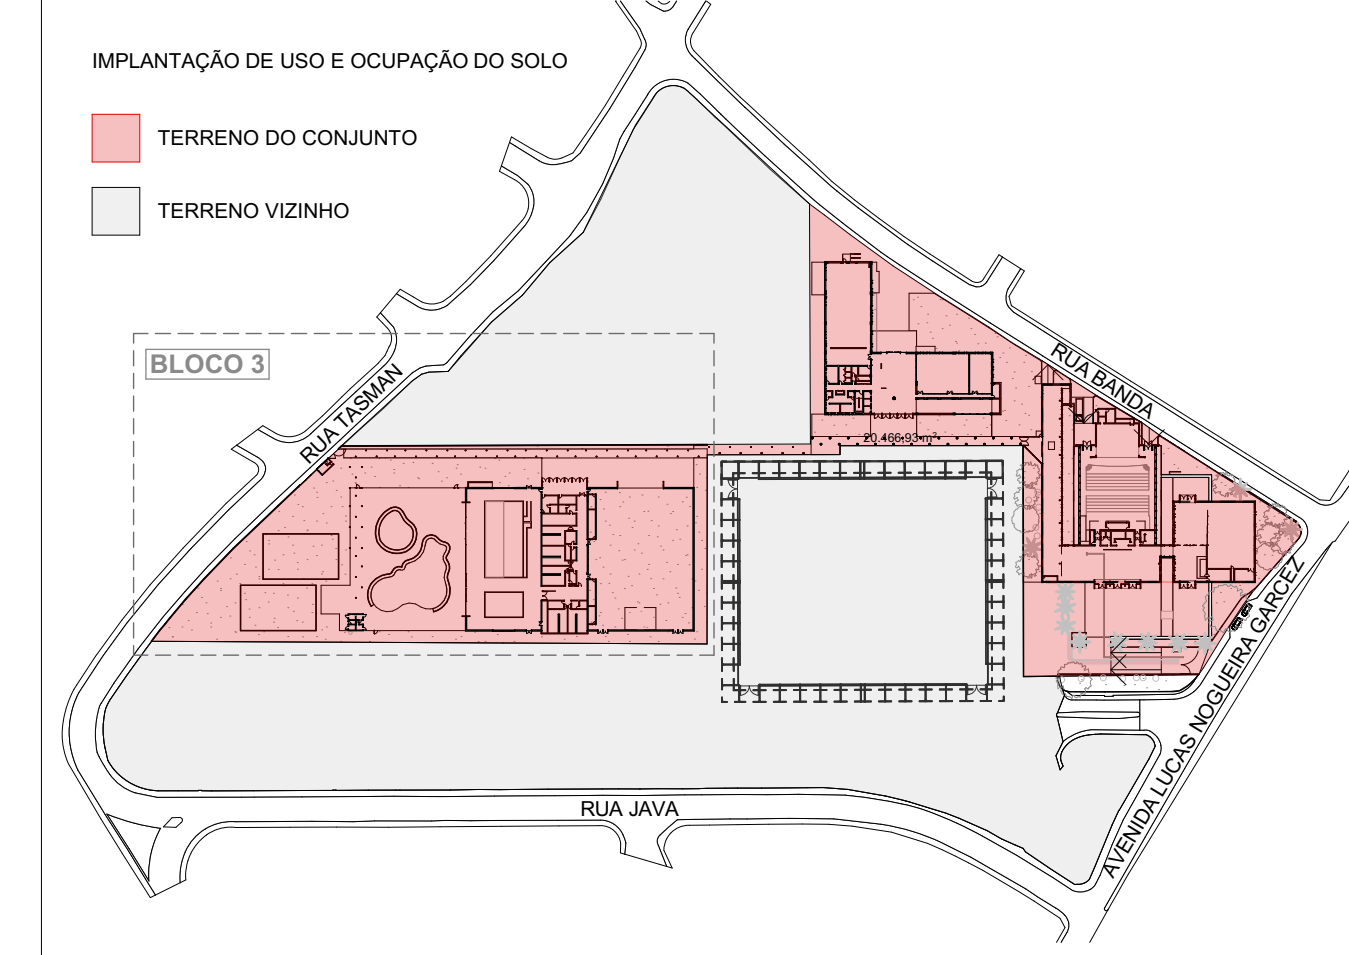 IMPLANTAÇÃO DE USO E OCUPAÇÃO DO SOLO
TERRENO DO CONJUNTO
TERRENO VIZINHO
BLOCO 3
RUA TASMAN
RUA BANDA
20.466,93 m²
AVENIDA LUCAS NOGUEIRA GARCEZ
RUA JAVA